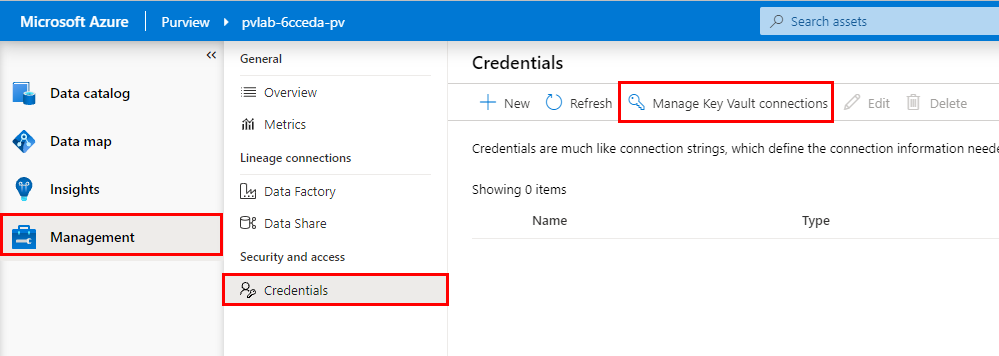 Microsoft Azure Purview pvlab-6cceda-pv Search assets
«
Data catalog
Data map
Insights
Management
General
Overview
Metrics
Lineage connections
Data Factory
Data Share
Security and access
Credentials
Credentials
New Refresh Manage Key Vault connections Edit Delete
Credentials are much like connection strings, which define the connection information neede
Showing 0 items
Name Type